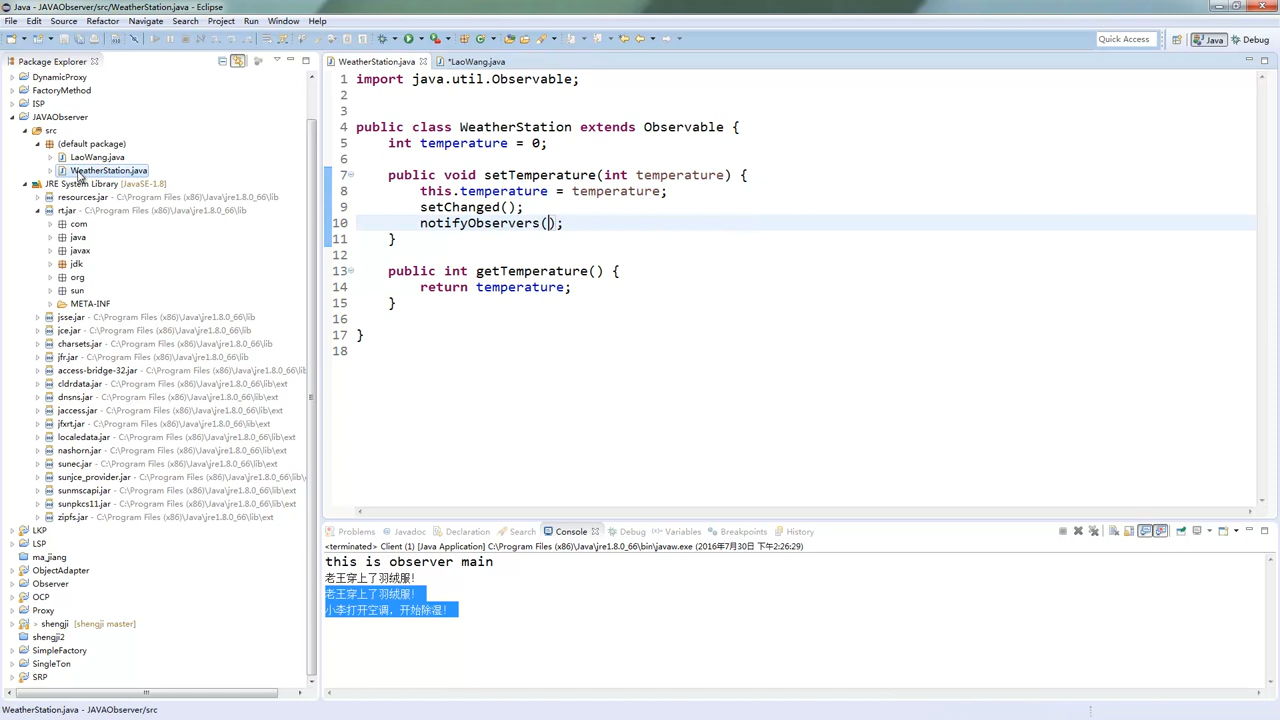 JAVAObserver/src/WeatherStation.java - Eclipse
File Edit Source Refactor Navigate Search Project Run Window Help
Quick Access
Java
Debug
Package Explorer
DynamicProxy
FactoryMethod
ISP
JAVAObserver
src
(default package)
LaoWang.java
WeatherStation.java
JRE System Library [JavaSE-1.8]
resources.jar - C:\Program Files (x86)\Java\jre1.8.0_66\lib
rt.jar - C:\Program Files (x86)\Java\jre1.8.0_66\lib
com
java
javax
jdk
org
sun
META-INF
jsse.jar - C:\Program Files (x86)\Java\jre1.8.0_66\lib
jce.jar - C:\Program Files (x86)\Java\jre1.8.0_66\lib
charsets.jar - C:\Program Files (x86)\Java\jre1.8.0_66\lib
jfr.jar - C:\Program Files (x86)\Java\jre1.8.0_66\lib
access-bridge-32.jar - C:\Program Files (x86)\Java\jre1.8.0_66\lib
cldrdata.jar - C:\Program Files (x86)\Java\jre1.8.0_66\lib\ext
dnsns.jar - C:\Program Files (x86)\Java\jre1.8.0_66\lib\ext
jaccess.jar - C:\Program Files (x86)\Java\jre1.8.0_66\lib\ext
jfxrt.jar - C:\Program Files (x86)\Java\jre1.8.0_66\lib\ext
localedata.jar - C:\Program Files (x86)\Java\jre1.8.0_66\lib
nashorn.jar - C:\Program Files (x86)\Java\jre1.8.0_66\lib\ext
sunec.jar - C:\Program Files (x86)\Java\jre1.8.0_66\lib\ext
sunjce_provider.jar - C:\Program Files (x86)\Java\jre1.8.0_66
sunmscapi.jar - C:\Program Files (x86)\Java\jre1.8.0_66\lib
sunpkcs11.jar - C:\Program Files (x86)\Java\jre1.8.0_66\lib
zipfs.jar - C:\Program Files (x86)\Java\jre1.8.0_66\lib\ext
LKP
LSP
ma_jiang
ObjectAdapter
Observer
OCP
Proxy
> shengji [shengji master]
shengji2
SimpleFactory
SingleTon
SRP
WeatherStation.java
*LaoWang.java
1 import java.util.Observable;
2
3
4 public class WeatherStation extends Observable {
5 int temperature = 0;
6
7 public void setTemperature(int temperature) {
8 this.temperature = temperature;
9 setChanged();
10 notifyObservers();
11 }
12
13 public int getTemperature() {
14 return temperature;
15 }
16
17 }
18
Problems Javadoc Declaration Search Console Debug Variables Breakpoints History
<terminated> Client (1) [Java Application] C:\Program Files (x86)\Java\jre1.8.0_66\bin\javaw.exe (2016年7月30日 下午2:26:29)
this is observer main
老王穿上了羽绒服!
老王穿上了羽绒服!
小李打开空调，开始除湿!
WeatherStation.java - JAVAObserver/src